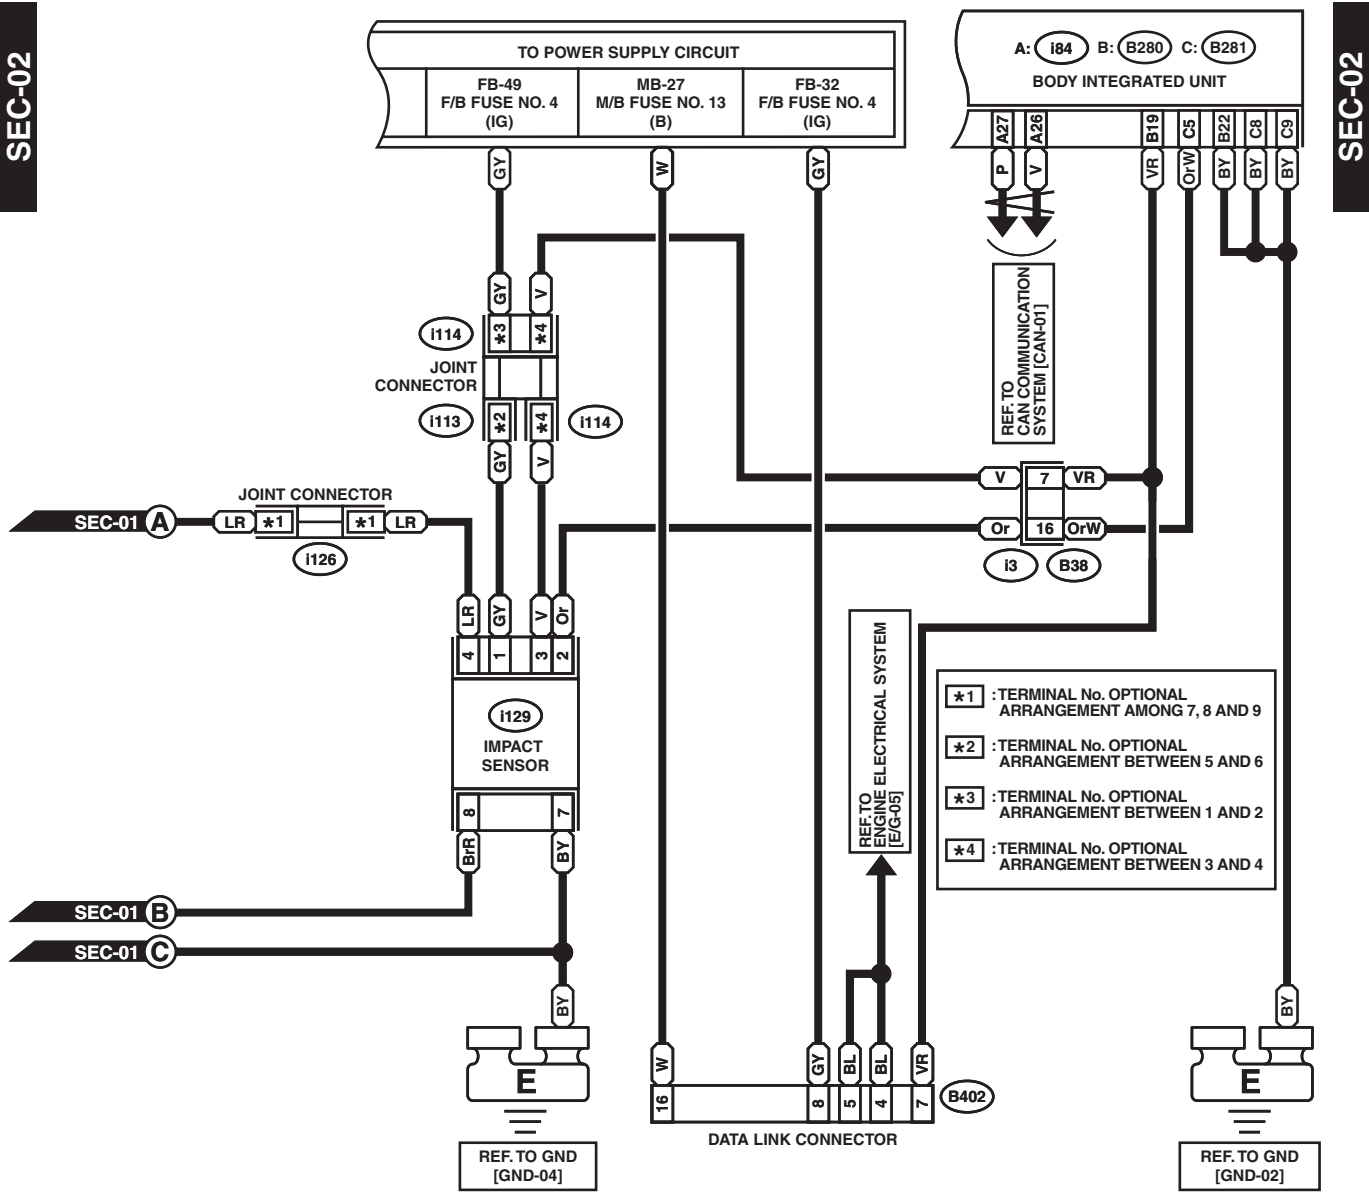 SEC-02
SEC-02
TO POWER SUPPLY CIRCUIT
FB-49
F/B FUSE NO. 4
(IG)
MB-27
M/B FUSE NO. 13
(B)
FB-32
F/B FUSE NO. 4
(IG)
A: i84 B: B280 C: B281
BODY INTEGRATED UNIT
A27
A26
B19
C5
B22
C8
C9
GY
W
GY
P
V
VR
OrW
BY
BY
BY
REF. TO
CAN COMMUNICATION
SYSTEM [CAN-01]
GY
V
i114
*3
*4
JOINT
CONNECTOR
i113
*2
*4
i114
GY
V
V
7
VR
Or
16
OrW
i3
B38
JOINT CONNECTOR
SEC-01 A
LR
*1
*1
LR
i126
LR
GY
V
Or
4
1
3
2
i129
IMPACT
SENSOR
8
7
BrR
BY
SEC-01 B
SEC-01 C
BY
E
REF. TO GND
[GND-04]
REF. TO
ENGINE ELECTRICAL SYSTEM
[E/G-05]
*1 : TERMINAL No. OPTIONAL
ARRANGEMENT AMONG 7, 8 AND 9
*2 : TERMINAL No. OPTIONAL
ARRANGEMENT BETWEEN 5 AND 6
*3 : TERMINAL No. OPTIONAL
ARRANGEMENT BETWEEN 1 AND 2
*4 : TERMINAL No. OPTIONAL
ARRANGEMENT BETWEEN 3 AND 4
W
GY
BL
BL
VR
16
8
5
4
7
B402
DATA LINK CONNECTOR
BY
E
REF. TO GND
[GND-02]